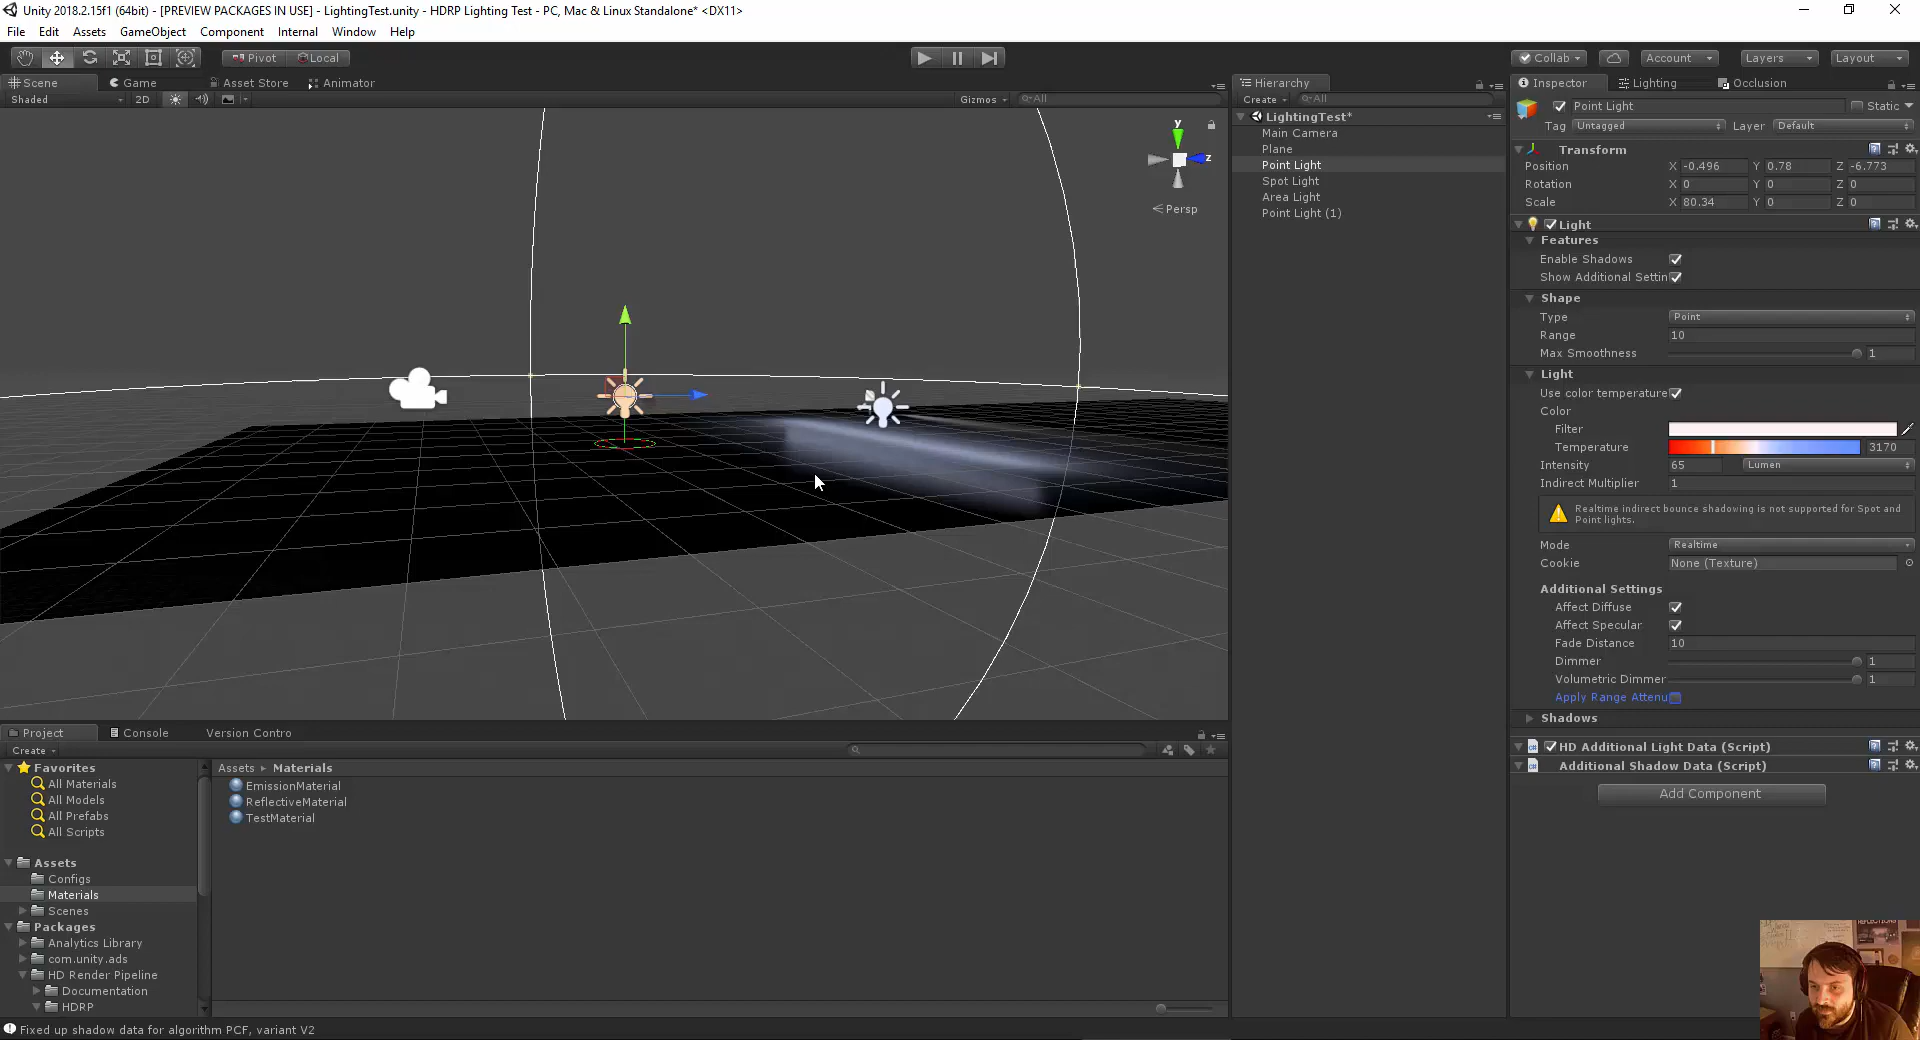 Unity 2018.2.15f1 (64bit) - [PREVIEW PACKAGES IN USE] - LightingTest.unity - HDRP Lighting Test - PC, Mac & Linux Standalone* <DX11>
File Edit Assets GameObject Component Internal Window Help
Pivot Local Collab Account Layers Layout
Scene Game Asset Store Animator
Shaded 2D Gizmos All
y
z
Persp
Hierarchy
Create All
LightingTest*
Main Camera
Plane
Point Light
Spot Light
Area Light
Point Light (1)
Inspector Lighting Occlusion
Point Light Static
Tag Untagged Layer Default
Transform
Position X -0.496 Y 0.78 Z -6.773
Rotation X 0 Y 0 Z 0
Scale X 80.34 Y 0 Z 0
Light
Features
Enable Shadows
Show Additional Settin
Shape
Type Point
Range 10
Max Smoothness 1
Light
Use color temperature
Color
Filter
Temperature 3170
Intensity 65 Lumen
Indirect Multiplier 1
Realtime indirect bounce shadowing is not supported for Spot and
Point lights.
Mode Realtime
Cookie None (Texture)
Additional Settings
Affect Diffuse
Affect Specular
Fade Distance 10
Dimmer 1
Volumetric Dimmer 1
Apply Range Attenu
Shadows
HD Additional Light Data (Script)
Additional Shadow Data (Script)
Add Component
Project Console Version Contro
Create
Favorites
All Materials
All Models
All Prefabs
All Scripts
Assets
Configs
Materials
Scenes
Packages
Analytics Library
com.unity.ads
HD Render Pipeline
Documentation
HDRP
Assets Materials
EmissionMaterial
ReflectiveMaterial
TestMaterial
Fixed up shadow data for algorithm PCF, variant V2